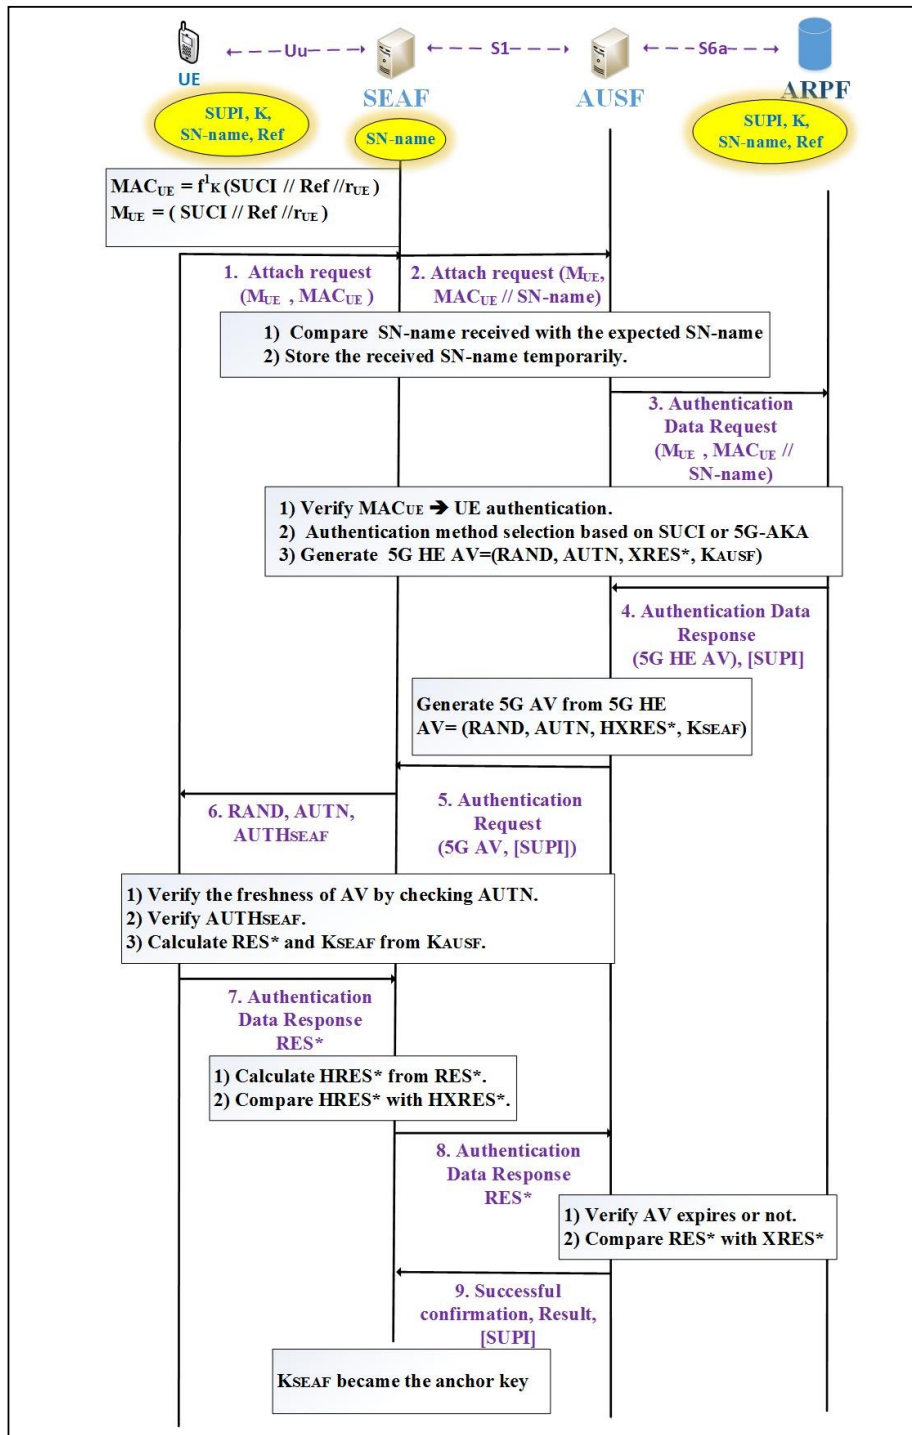 Uu
S1
S6a
UE
SEAF
AUSF
ARPF
SUPI, K,
SN-name, Ref
SN-name
SUPI, K,
SN-name, Ref
MACUE = f1K (SUCI // Ref //rUE )
MUE = ( SUCI // Ref //rUE )
1. Attach request
(MUE , MACUE )
2. Attach request (MUE,
MACUE // SN-name)
1) Compare SN-name received with the expected SN-name
2) Store the received SN-name temporarily.
3. Authentication
Data Request
(MUE , MACUE //
SN-name)
1) Verify MACUE ➔ UE authentication.
2) Authentication method selection based on SUCI or 5G-AKA
3) Generate 5G HE AV=(RAND, AUTN, XRES*, KAUSF)
4. Authentication Data
Response
(5G HE AV), [SUPI]
Generate 5G AV from 5G HE
AV= (RAND, AUTN, HXRES*, KSEAF)
6. RAND, AUTN,
AUTHSEAF
5. Authentication
Request
(5G AV, [SUPI])
1) Verify the freshness of AV by checking AUTN.
2) Verify AUTHSEAF.
3) Calculate RES* and KSEAF from KAUSF.
7. Authentication
Data Response
RES*
1) Calculate HRES* from RES*.
2) Compare HRES* with HXRES*.
8. Authentication
Data Response
RES*
1) Verify AV expires or not.
2) Compare RES* with XRES*
9. Successful
confirmation, Result,
[SUPI]
KSEAF became the anchor key